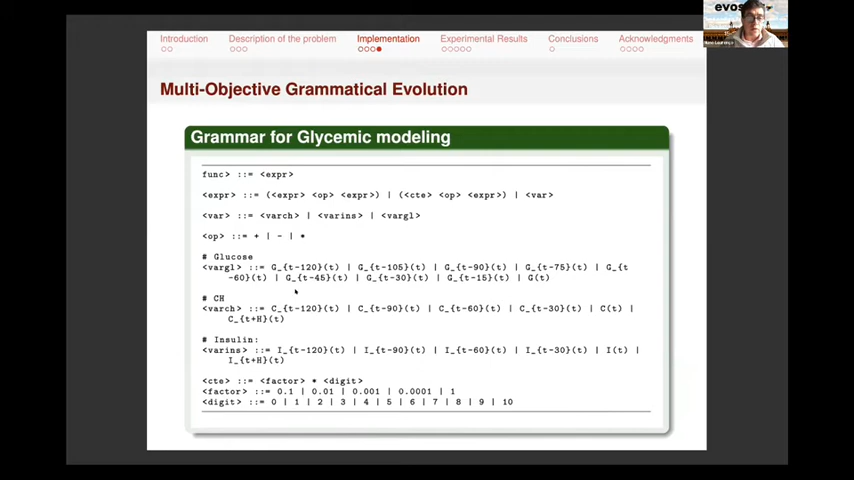 Introduction
Description of the problem
Implementation
Experimental Results
Conclusions
Acknowledgments
Multi-Objective Grammatical Evolution
Grammar for Glycemic modeling
func> ::= <expr>
<expr> ::= (<expr> <op> <expr>) | (<cte> <op> <expr>) | <var>
<var> ::= <varch> | <varins> | <vargl>
<op> ::= + | - | *
# Glucose
<vargl> ::= G_{t-120}(t) | G_{t-105}(t) | G_{t-90}(t) | G_{t-75}(t) | G_{t
-60}(t) | G_{t-45}(t) | G_{t-30}(t) | G_{t-15}(t) | G(t)
# CH
<varch> ::= C_{t-120}(t) | C_{t-90}(t) | C_{t-60}(t) | C_{t-30}(t) | C(t) |
C_{t+H}(t)
# Insulin:
<varins> ::= I_{t-120}(t) | I_{t-90}(t) | I_{t-60}(t) | I_{t-30}(t) | I(t) |
I_{t+H}(t)
<cte> ::= <factor> * <digit>
<factor> ::= 0.1 | 0.01 | 0.001 | 0.0001 | 1
<digit> ::= 0 | 1 | 2 | 3 | 4 | 5 | 6 | 7 | 8 | 9 | 10